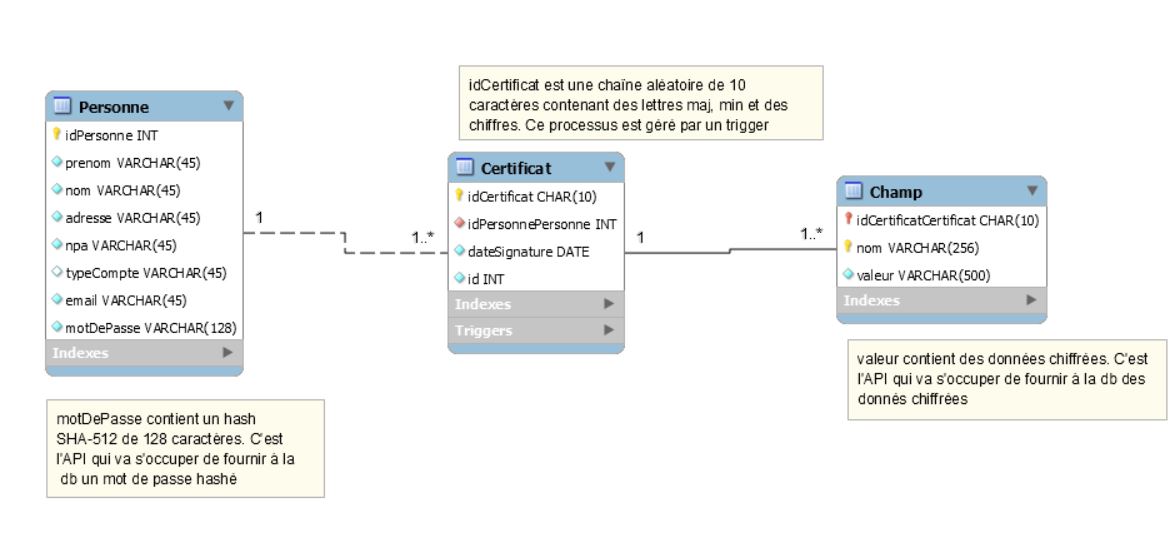 idCertificat est une chaîne aléatoire de 10
caractères contenant des lettres maj, min et des
chiffres. Ce processus est géré par un trigger
Personne
idPersonne INT
prenom VARCHAR(45)
nom VARCHAR(45)
adresse VARCHAR(45)
npa VARCHAR(45)
typeCompte VARCHAR(45)
email VARCHAR(45)
motDePasse VARCHAR(128)
Indexes
1
1..*
Certificat
idCertificat CHAR(10)
idPersonnePersonne INT
dateSignature DATE
id INT
Indexes
Triggers
1
1..*
Champ
idCertificatCertificat CHAR(10)
nom VARCHAR(256)
valeur VARCHAR(500)
Indexes
valeur contient des données chiffrées. C'est
l'API qui va s'occuper de fournir à la db des
donnés chiffrées
motDePasse contient un hash
SHA-512 de 128 caractères. C'est
l'API qui va s'occuper de fournir à la
db un mot de passe hashé